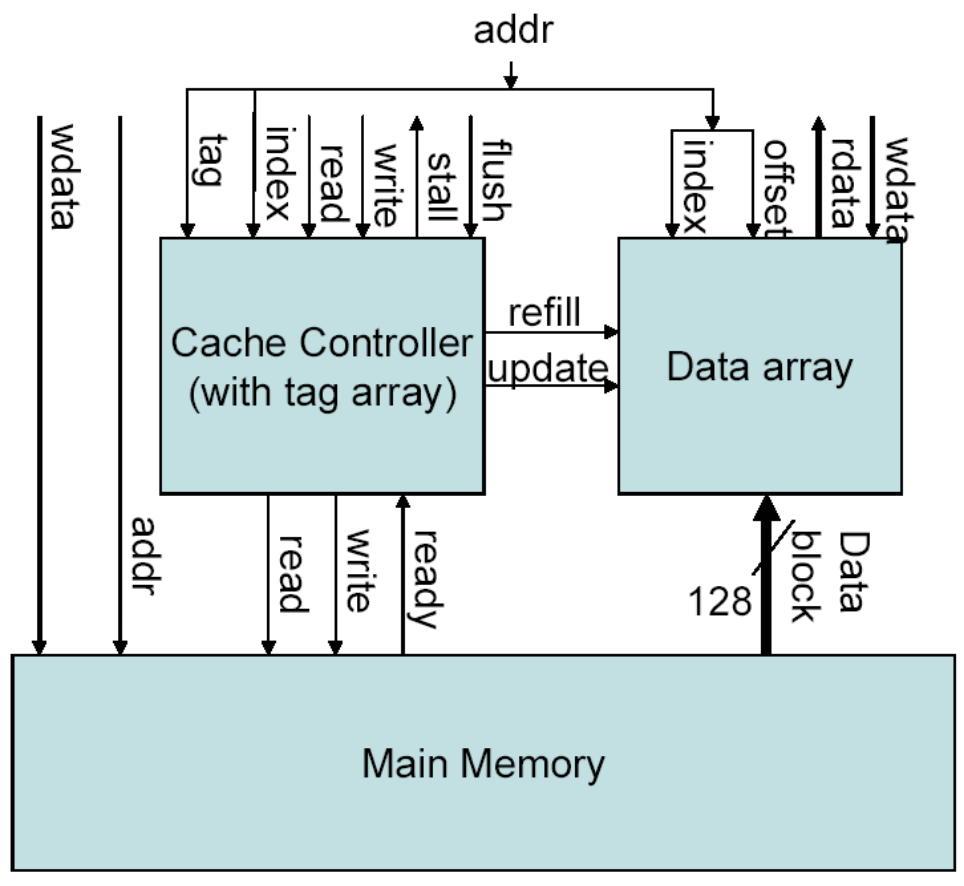 addr
wdata
tag
index
read
write
stall
flush
index
offset
rdata
wdata
refill
Cache Controller
(with tag array)
update
Data array
addr
read
write
ready
128
Data
block
Main Memory